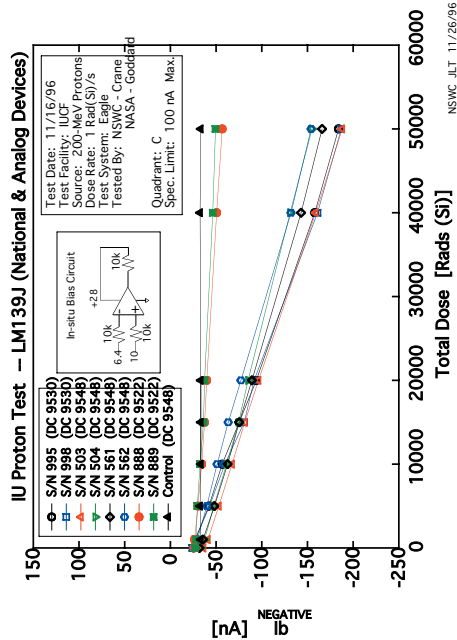 IU Proton Test – LM139J (National & Analog Devices)
S/N 995 (DC 9530)
S/N 998 (DC 9530)
S/N 503 (DC 9548)
S/N 504 (DC 9548)
S/N 561 (DC 9548)
S/N 562 (DC 9548)
S/N 888 (DC 9522)
S/N 889 (DC 9522)
Control (DC 9548)
In-situ Bias Circuit
+28
10k
6.4
10k
10
10k
Test Date: 11/16/96
Test Facility: IUCF
Source: 200-MeV Protons
Dose Rate: 1 Rad(Si)/s
Test System: Eagle
Tested By: NSWC - Crane
NASA - Goddard
Quadrant: C
Spec. Limit: 100 nA Max.
150
100
50
0
-50
-100
-150
-200
-250
[nA] Ib NEGATIVE
0
10000
20000
30000
40000
50000
60000
Total Dose [Rads (Si)]
NSWC JLT 11/26/96